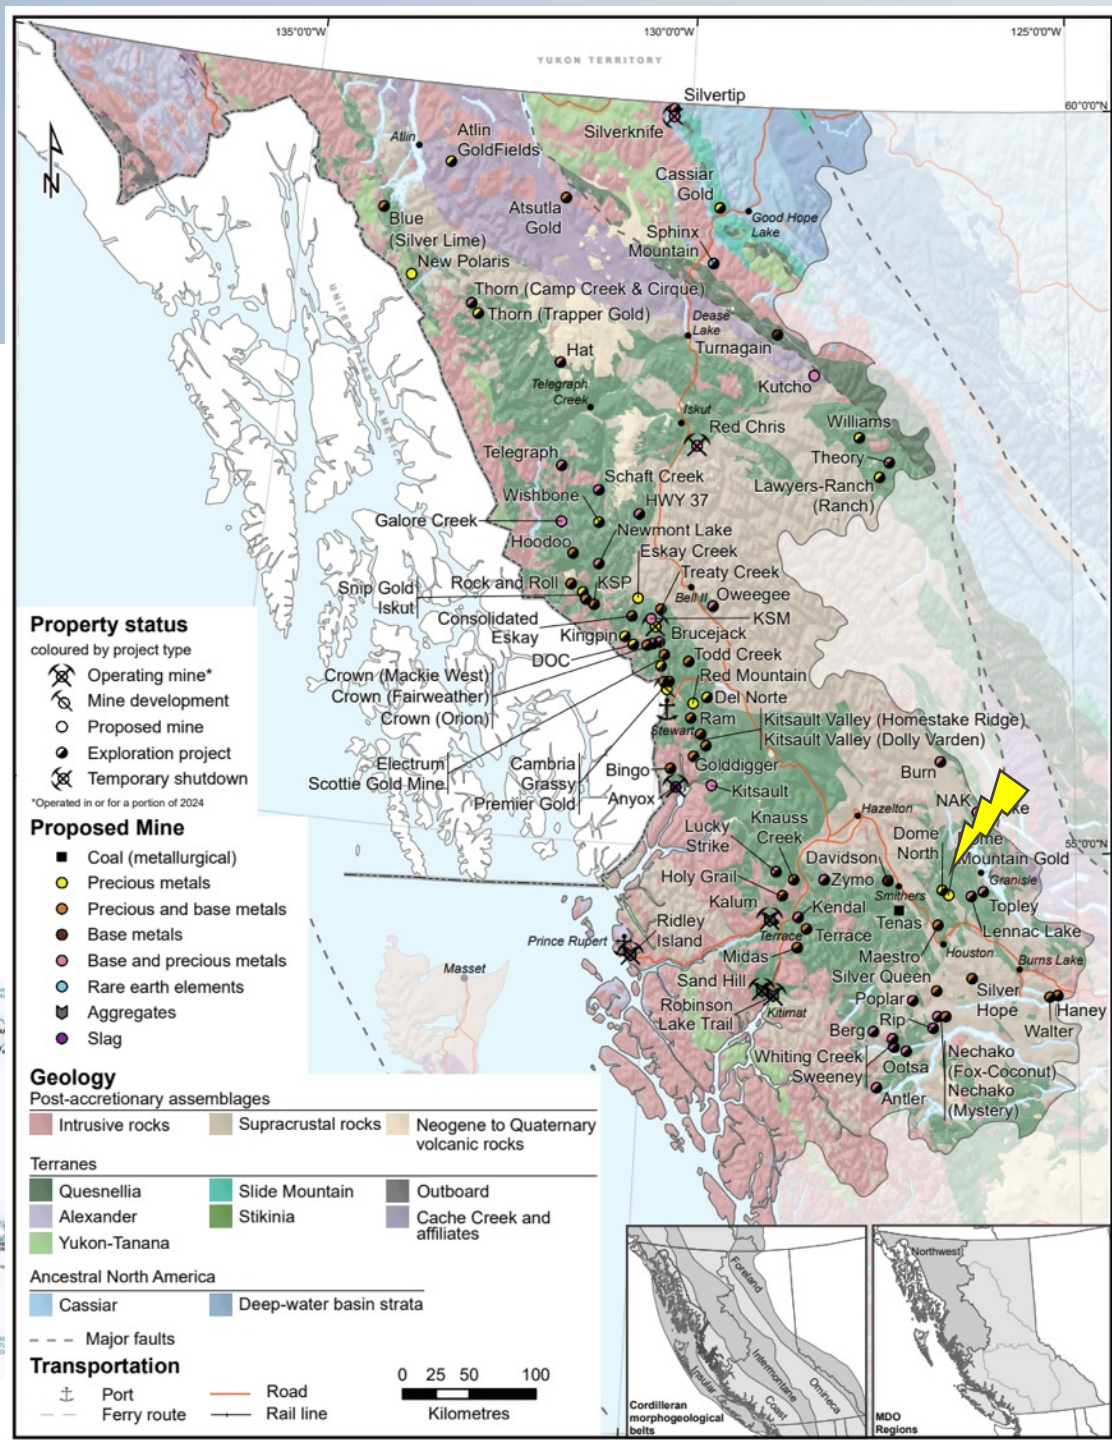 135°0'0"W
130°0'0"W
125°0'0"W
YUKON TERRITORY
60°0'0"N
Silvertip
Silverknife
Atlin
Atlin
GoldFields
Cassiar
Gold
Good Hope
Lake
Blue
(Silver Lime)
Atsutla
Gold
Sphinx
Mountain
New Polaris
UNITED STATES OF AMERICA
Thorn (Camp Creek & Cirque)
Thorn (Trapper Gold)
Dease
Lake
Turnagain
Hat
Telegraph
Creek
Kutcho
Iskut
Red Chris
Williams
Theory
Lawyers-Ranch
(Ranch)
Telegraph
Schaft Creek
Wishbone
HWY 37
Galore Creek
Newmont Lake
Hoodoo
Eskay Creek
Treaty Creek
Rock and Roll
KSP
Snip Gold
Iskut
Bell II
Oweegee
Consolidated
Eskay
KSM
Kingpin
Brucejack
DOC
Todd Creek
Crown (Mackie West)
Red Mountain
Crown (Fairweather)
Del Norte
Crown (Orion)
Stewart
Ram
Kitsault Valley (Homestake Ridge)
Kitsault Valley (Dolly Varden)
Electrum
Scottie Gold Mine
Cambria
Grassy
Premier Gold
Golddigger
Bingo
Anyox
Kitsault
Burn
NAK
Hazelton
Lucky
Strike
Knauss
Creek
Dome
North
55°0'0"N
Mountain Gold
Davidson
Granisle
Holy Grail
Zymo
Smithers
Kalum
Kendal
Tenas
Topley
Lennac Lake
Ridley
Island
Terrace
Terrace
Prince Rupert
Midas
Maestro
Houston
Burns Lake
Masset
Sand Hill
Silver Queen
Silver
Hope
Haney
Walter
Robinson
Lake Trail
Kitimat
Poplar
Rip
Berg
Whiting Creek
Sweeney
Ootsa
Nechako
(Fox-Coconut)
Nechako
(Mystery)
Antler
N
Property status
coloured by project type
Operating mine*
Mine development
Proposed mine
Exploration project
Temporary shutdown
*Operated in or for a portion of 2024
Proposed Mine
Coal (metallurgical)
Precious metals
Precious and base metals
Base metals
Base and precious metals
Rare earth elements
Aggregates
Slag
Geology
Post-accretionary assemblages
Intrusive rocks
Supracrustal rocks
Neogene to Quaternary
volcanic rocks
Terranes
Quesnellia
Slide Mountain
Outboard
Alexander
Stikinia
Cache Creek and
affiliates
Yukon-Tanana
Ancestral North America
Cassiar
Deep-water basin strata
Major faults
Transportation
Port
Road
Ferry route
Rail line
0 25 50 100
Kilometres
Foreland
Omineca
Intermontane
Coast
Insular
Cordilleran
morphogeological
belts
Northwest
MDO
Regions